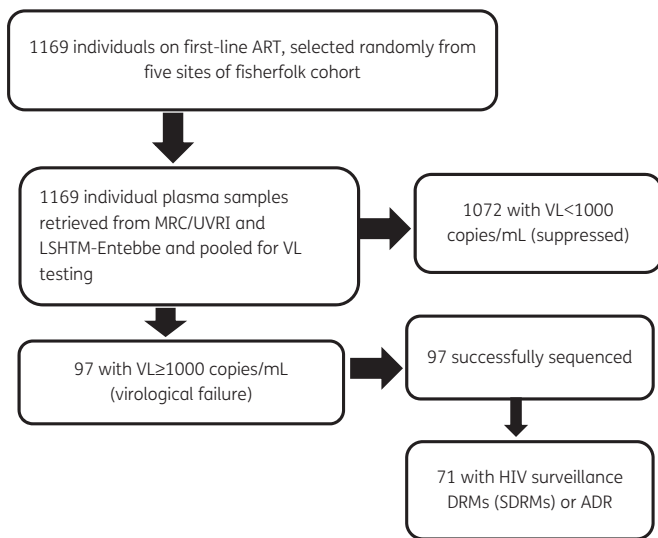 1169 individuals on first-line ART, selected randomly from
five sites of fisherfolk cohort
1169 individual plasma samples
retrieved from MRC/UVRI and
LSHTM-Entebbe and pooled for VL
testing
1072 with VL<1000
copies/mL (suppressed)
97 with VL≥1000 copies/mL
(virological failure)
97 successfully sequenced
71 with HIV surveillance
DRMs (SDRMs) or ADR